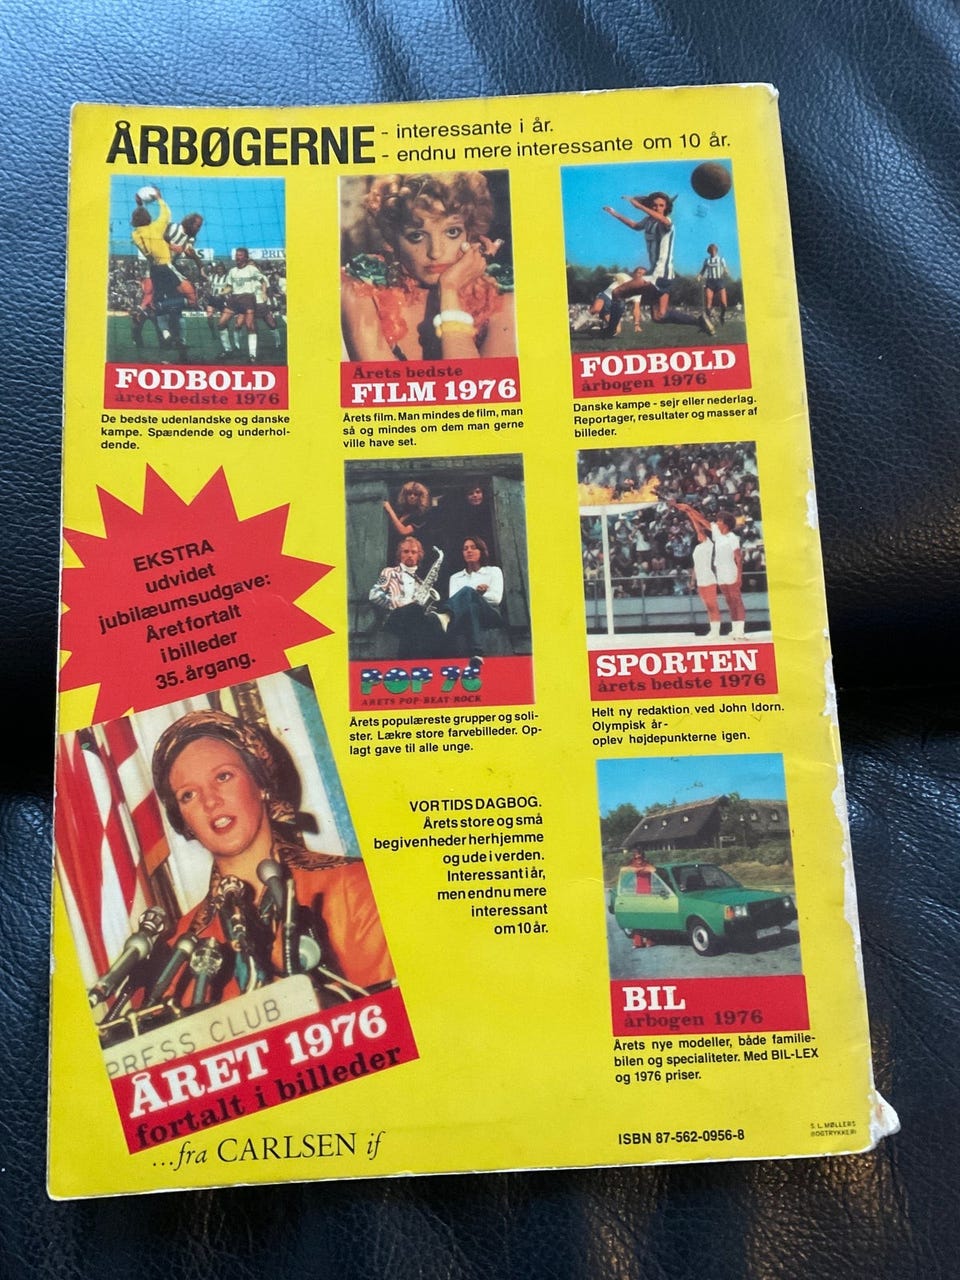 ÅRBØGERNE
- interessante i år.
- endnu mere interessante om 10 år.
PRIV
FODBOLD
årets bedste 1976
De bedste udenlandske og danske
kampe. Spændende og underhol-
dende.
Årets bedste
FILM 1976
Årets film. Man mindes de film, man
så og mindes om dem man gerne
ville have set.
FODBOLD
årbogen 1976
Danske kampe - sejr eller nederlag.
Reportager, resultater og masser af
billeder.
EKSTRA
udvidet
jubilæumsudgave:
Året fortalt
i billeder
35. årgang.
POP 76
ÅRETS POP·BEAT·ROCK
Årets populæreste grupper og soli-
ster. Lækre store farvebilleder. Op-
lagt gave til alle unge.
SPORTEN
årets bedste 1976
Helt ny redaktion ved John Idorn.
Olympisk år -
oplev højdepunkterne igen.
PRESS CLUB
ÅRET 1976
fortalt i billeder
VOR TIDS DAGBOG.
Årets store og små
begivenheder herhjemme
og ude i verden.
Interessant i år,
men endnu mere
interessant
om 10 år.
BIL
årbogen 1976
Årets nye modeller, både familie-
bilen og specialiteter. Med BIL-LEX
og 1976 priser.
...fra CARLSEN if
ISBN 87-562-0956-8
S. L. MØLLERS
BOGTRYKKERI